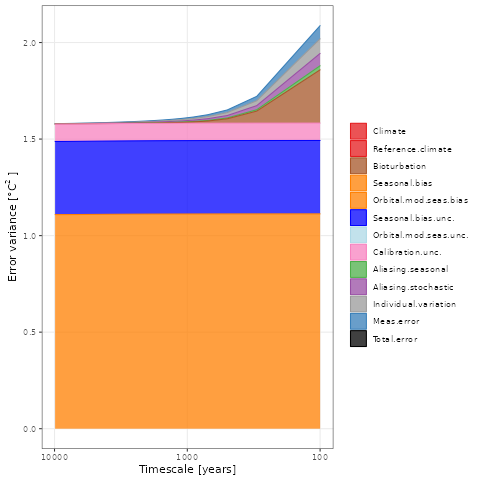 2.0
1.5
1.0
0.5
0.0
Error variance [°C² ]
10000
1000
100
Timescale [years]
Climate
Reference.climate
Bioturbation
Seasonal.bias
Orbital.mod.seas.bias
Seasonal.bias.unc.
Orbital.mod.seas.unc.
Calibration.unc.
Aliasing.seasonal
Aliasing.stochastic
Individual.variation
Meas.error
Total.error